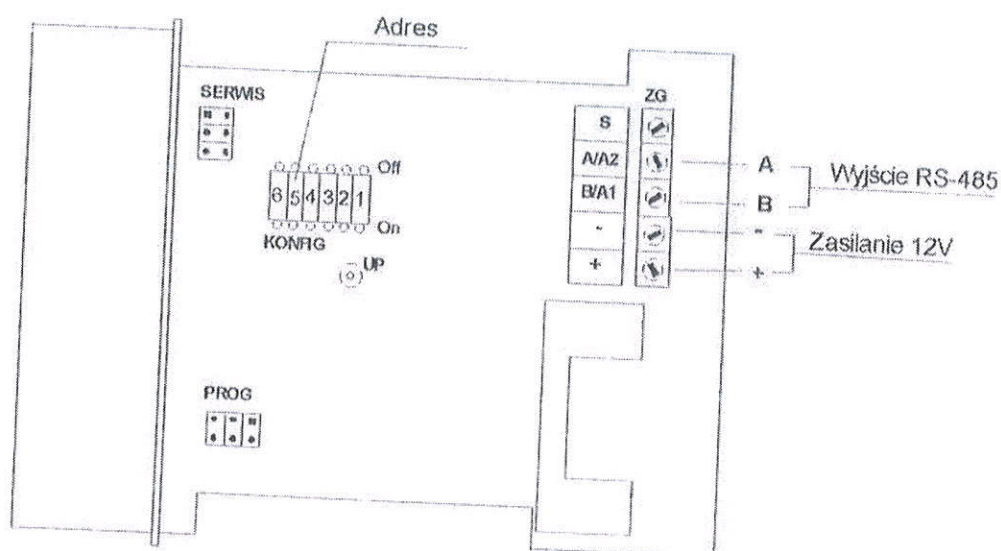 Adres
SERWIS
ZG
S
A/A2
B/A1
-
+
Off
6 5 4 3 2 1
On
KONFIG
UP
A
B
-
+
Wyjście RS-485
Zasilanie 12V
PROG